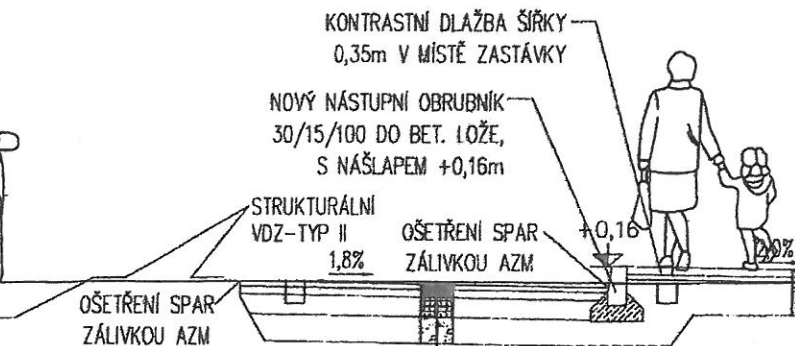 KONTRASTNÍ DLAŽBA ŠÍŘKY
0,35m V MÍSTĚ ZASTÁVKY
NOVÝ NÁSTUPNÍ OBRUBNÍK
30/15/100 DO BET. LOŽE,
S NÁŠLAPEM +0,16m
STRUKTURÁLNÍ
VDZ-TYP II
1,8%
OŠETŘENÍ SPAR
ZÁLIVKOU AZM
+0,16
2,0%
OŠETŘENÍ SPAR
ZÁLIVKOU AZM